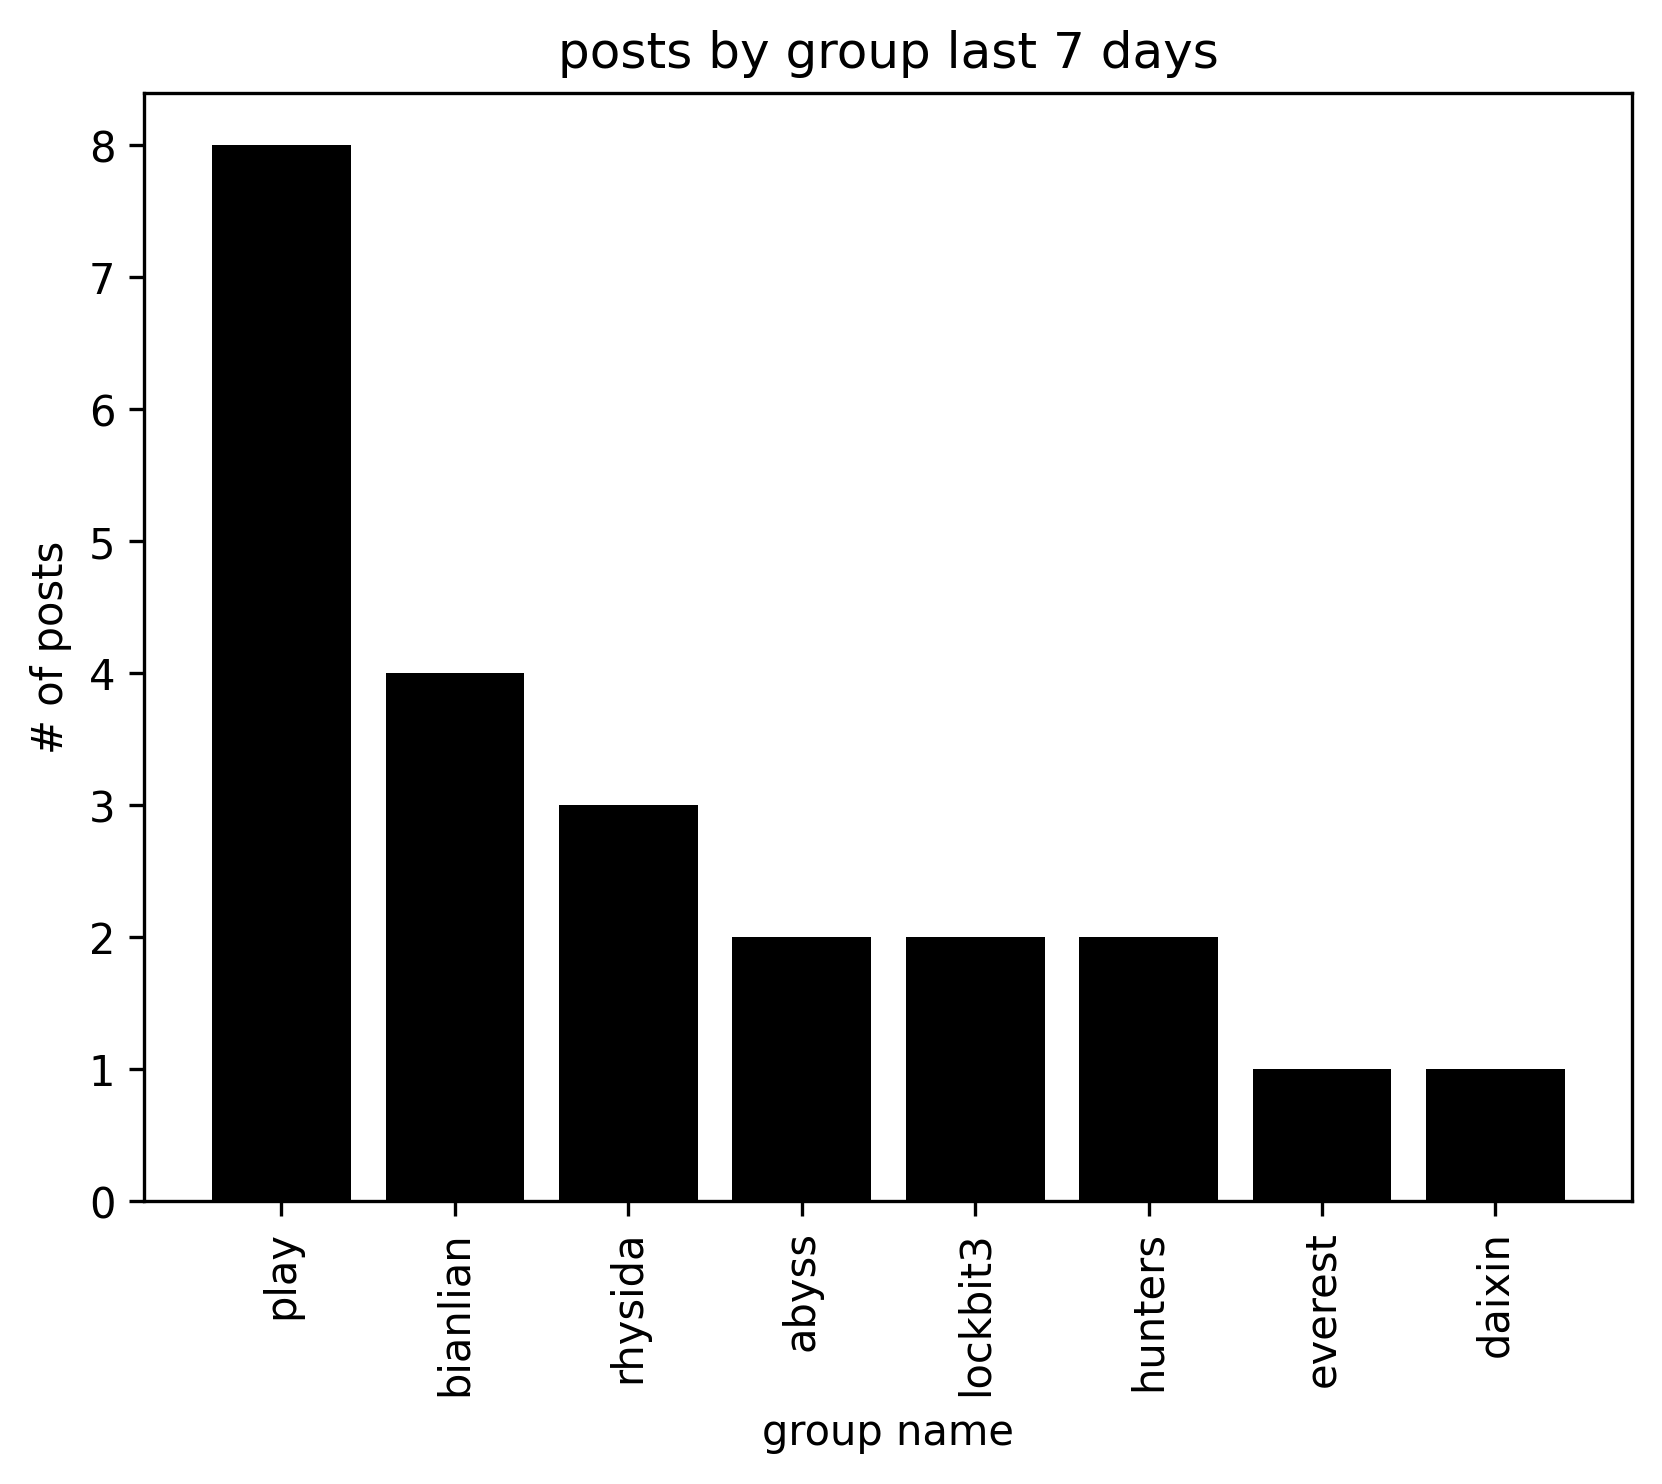 posts by group last 7 days
# of posts
8
7
6
5
4
3
2
1
0
play
bianlian
rhysida
abyss
lockbit3
hunters
everest
daixin
group name